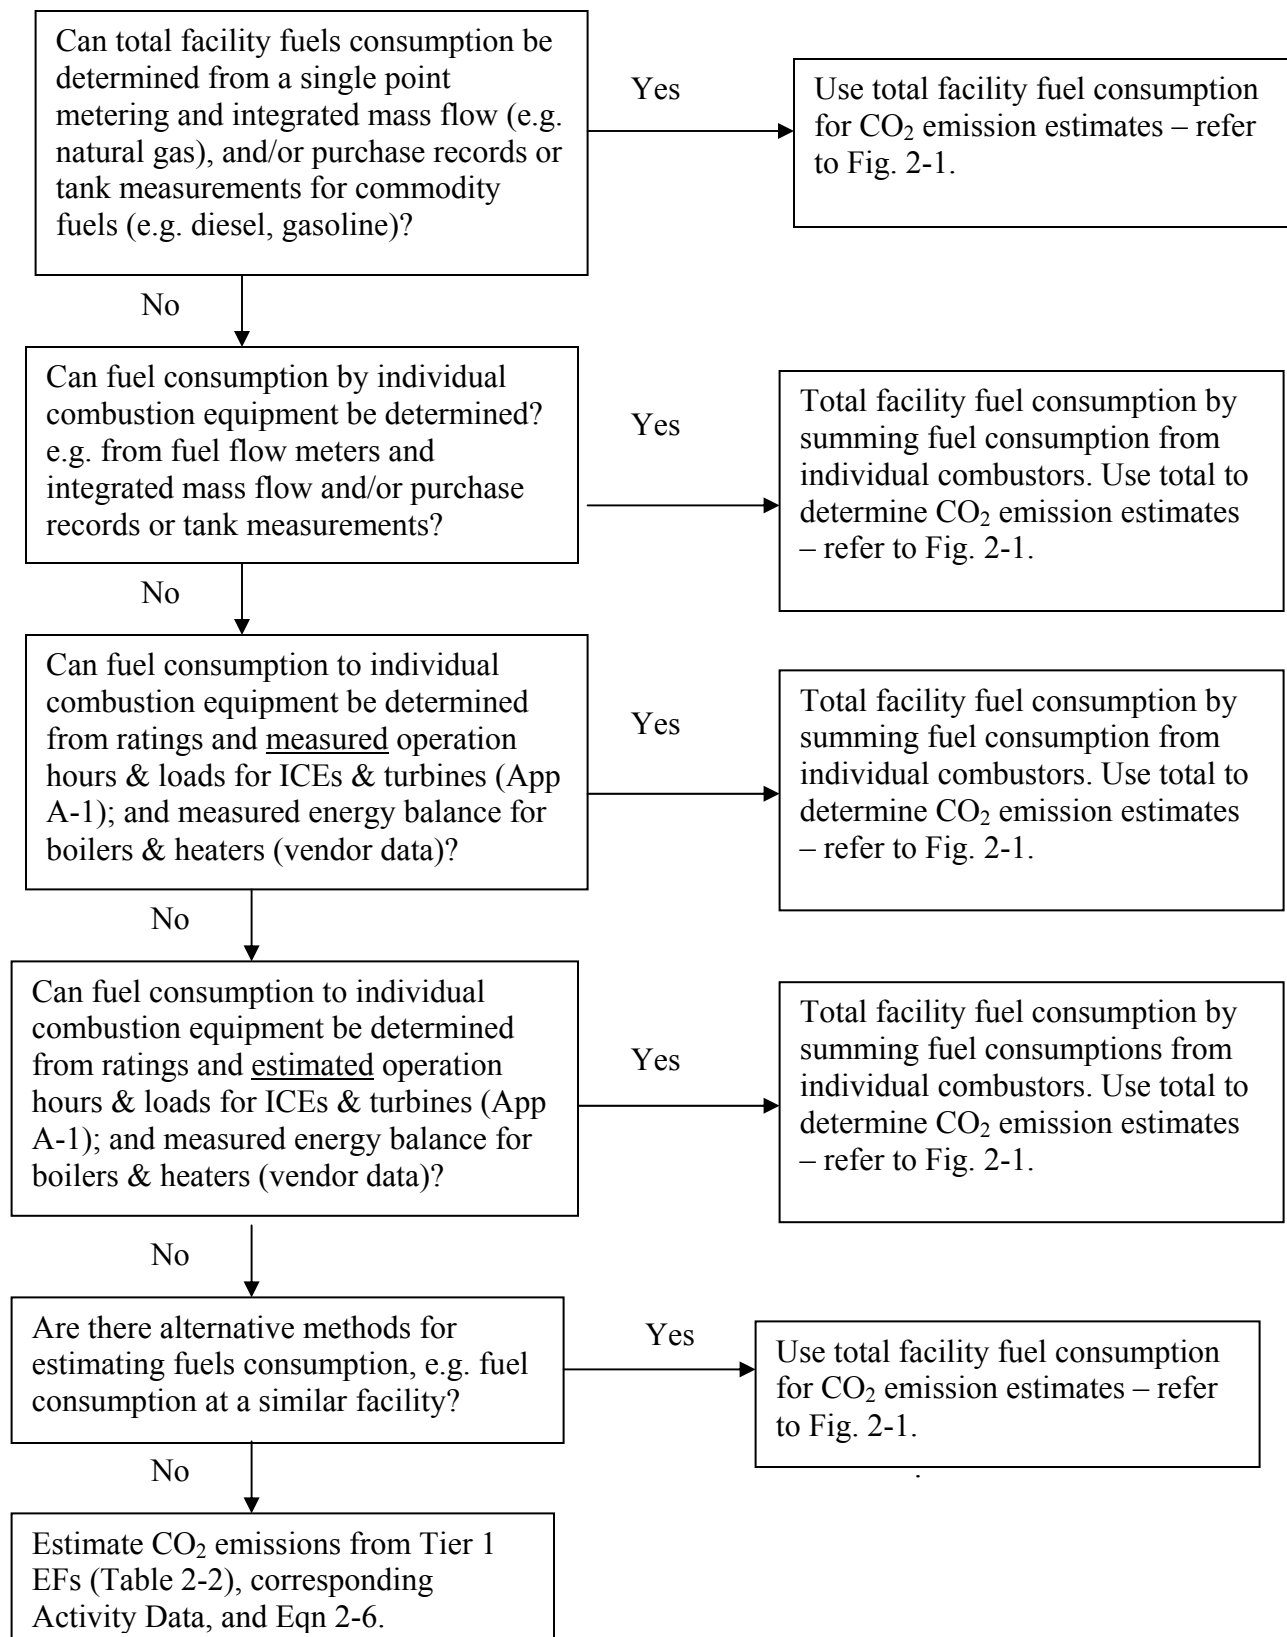 Can total facility fuels consumption be
determined from a single point
metering and integrated mass flow (e.g.
natural gas), and/or purchase records or
tank measurements for commodity
fuels (e.g. diesel, gasoline)?
Yes
Use total facility fuel consumption
for CO₂ emission estimates – refer
to Fig. 2-1.
No
Can fuel consumption by individual
combustion equipment be determined?
e.g. from fuel flow meters and
integrated mass flow and/or purchase
records or tank measurements?
Yes
Total facility fuel consumption by
summing fuel consumption from
individual combustors. Use total to
determine CO₂ emission estimates
– refer to Fig. 2-1.
No
Can fuel consumption to individual
combustion equipment be determined
from ratings and measured operation
hours & loads for ICEs & turbines (App
A-1); and measured energy balance for
boilers & heaters (vendor data)?
Yes
Total facility fuel consumption by
summing fuel consumption from
individual combustors. Use total to
determine CO₂ emission estimates
– refer to Fig. 2-1.
No
Can fuel consumption to individual
combustion equipment be determined
from ratings and estimated operation
hours & loads for ICEs & turbines (App
A-1); and measured energy balance for
boilers & heaters (vendor data)?
Yes
Total facility fuel consumption by
summing fuel consumptions from
individual combustors. Use total to
determine CO₂ emission estimates
– refer to Fig. 2-1.
No
Are there alternative methods for
estimating fuels consumption, e.g. fuel
consumption at a similar facility?
Yes
Use total facility fuel consumption
for CO₂ emission estimates – refer
to Fig. 2-1.
.
No
Estimate CO₂ emissions from Tier 1
EFs (Table 2-2), corresponding
Activity Data, and Eqn 2-6.